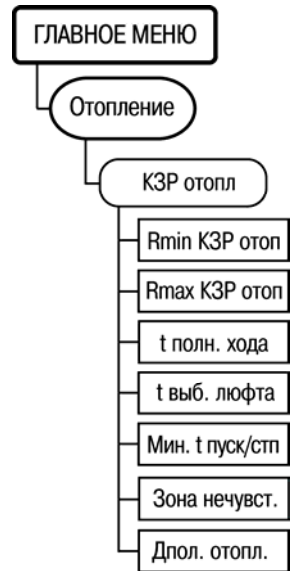 ГЛАВНОЕ МЕНЮ
Отопление
КЗР отопл
Rmin КЗР отоп
Rmax КЗР отоп
t полн. хода
t выб. люфта
Мин. t пуск/стп
Зона нечувст.
Дпол. отопл.